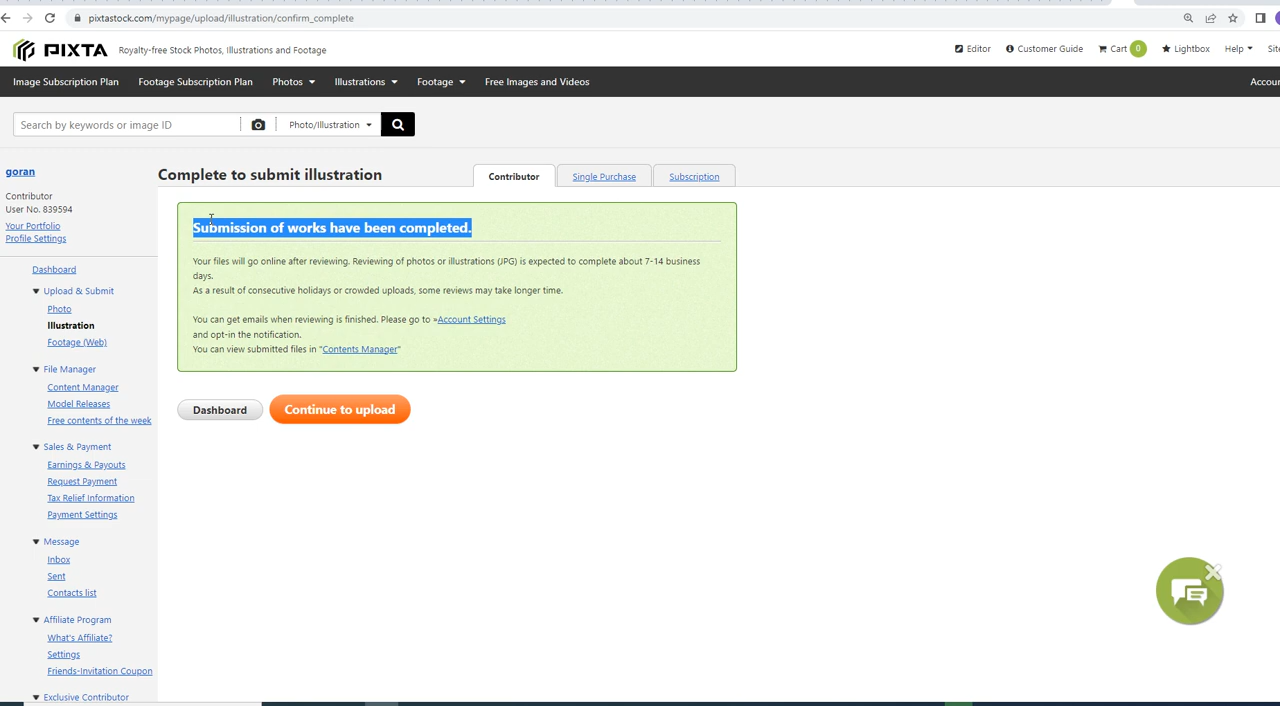 pixtastock.com/mypage/upload/illustration/confirm_complete
PIXTA Royalty-free Stock Photos, Illustrations and Footage
Editor Customer Guide Cart 0 Lightbox Help Site
Image Subscription Plan Footage Subscription Plan Photos Illustrations Footage Free Images and Videos Accoun
Search by keywords or image ID Photo/Illustration
goran
Contributor
User No. 839594
Your Portfolio
Profile Settings
Dashboard
Upload & Submit
Photo
Illustration
Footage (Web)
File Manager
Content Manager
Model Releases
Free contents of the week
Sales & Payment
Earnings & Payouts
Request Payment
Tax Relief Information
Payment Settings
Message
Inbox
Sent
Contacts list
Affiliate Program
What's Affiliate?
Settings
Friends-Invitation Coupon
Exclusive Contributor
Complete to submit illustration
Contributor Single Purchase Subscription
Submission of works have been completed.
Your files will go online after reviewing. Reviewing of photos or illustrations (JPG) is expected to complete about 7-14 business
days.
As a result of consecutive holidays or crowded uploads, some reviews may take longer time.
You can get emails when reviewing is finished. Please go to »Account Settings
and opt-in the notification.
You can view submitted files in "Contents Manager"
Dashboard Continue to upload